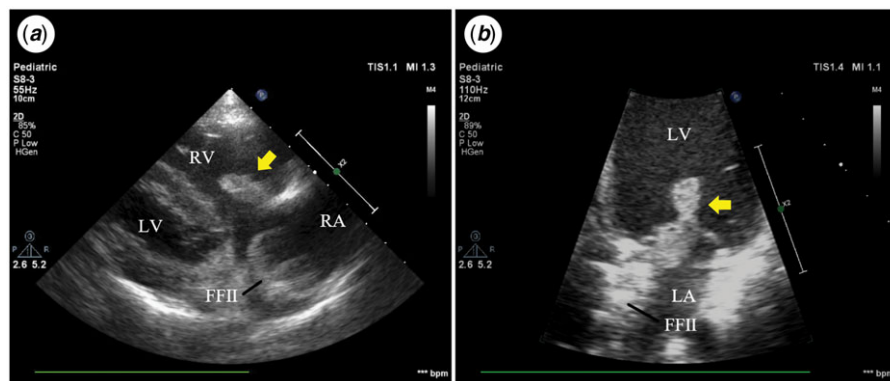 (a)
Pediatric
S8-3
55Hz
10cm
2D
85%
C 50
P Low
HGen
TIS1.1 MI 1.3
M4
RV
X2
LV
RA
P R
2.6 5.2
FFII
*** bpm
(b)
Pediatric
S8-3
110Hz
12cm
2D
89%
C 50
P Low
HGen
TIS1.4 MI 1.1
M4
LV
X2
P R
2.6 5.2
LA
FFII
*** bpm